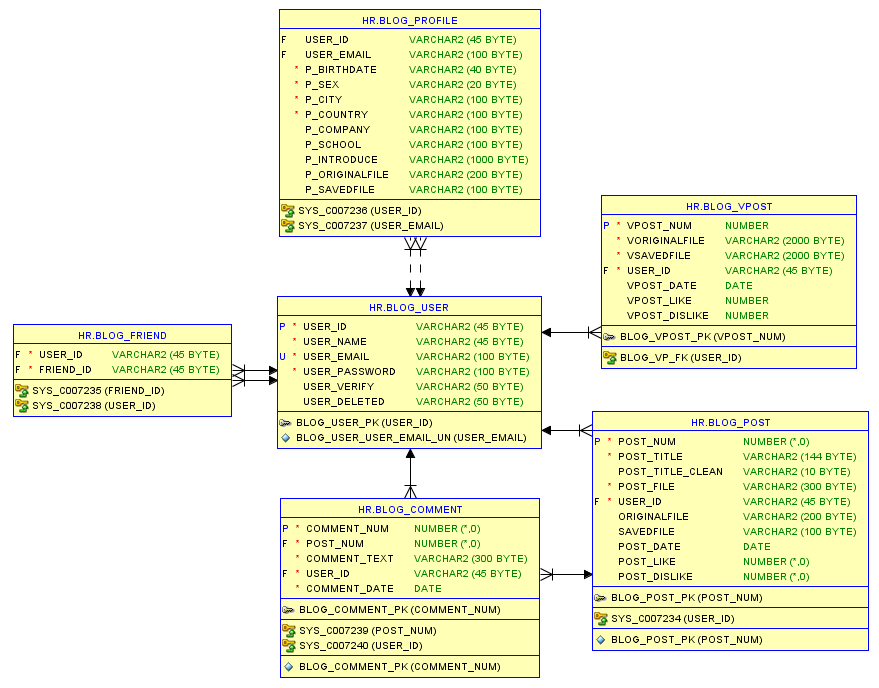 HR.BLOG_PROFILE
F USER_ID VARCHAR2 (45 BYTE)
F USER_EMAIL VARCHAR2 (100 BYTE)
* P_BIRTHDATE VARCHAR2 (40 BYTE)
* P_SEX VARCHAR2 (20 BYTE)
* P_CITY VARCHAR2 (100 BYTE)
* P_COUNTRY VARCHAR2 (100 BYTE)
P_COMPANY VARCHAR2 (100 BYTE)
P_SCHOOL VARCHAR2 (100 BYTE)
P_INTRODUCE VARCHAR2 (1000 BYTE)
P_ORIGINALFILE VARCHAR2 (200 BYTE)
P_SAVEDFILE VARCHAR2 (100 BYTE)
SYS_C007236 (USER_ID)
SYS_C007237 (USER_EMAIL)
HR.BLOG_VPOST
P * VPOST_NUM NUMBER
* VORIGINALFILE VARCHAR2 (2000 BYTE)
* VSAVEDFILE VARCHAR2 (2000 BYTE)
F * USER_ID VARCHAR2 (45 BYTE)
VPOST_DATE DATE
VPOST_LIKE NUMBER
VPOST_DISLIKE NUMBER
BLOG_VPOST_PK (VPOST_NUM)
BLOG_VP_FK (USER_ID)
HR.BLOG_USER
P * USER_ID VARCHAR2 (45 BYTE)
* USER_NAME VARCHAR2 (45 BYTE)
U * USER_EMAIL VARCHAR2 (100 BYTE)
* USER_PASSWORD VARCHAR2 (100 BYTE)
USER_VERIFY VARCHAR2 (50 BYTE)
USER_DELETED VARCHAR2 (50 BYTE)
BLOG_USER_PK (USER_ID)
BLOG_USER_USER_EMAIL_UN (USER_EMAIL)
HR.BLOG_FRIEND
F * USER_ID VARCHAR2 (45 BYTE)
F * FRIEND_ID VARCHAR2 (45 BYTE)
SYS_C007235 (FRIEND_ID)
SYS_C007238 (USER_ID)
HR.BLOG_POST
P * POST_NUM NUMBER (*,0)
* POST_TITLE VARCHAR2 (144 BYTE)
POST_TITLE_CLEAN VARCHAR2 (10 BYTE)
* POST_FILE VARCHAR2 (300 BYTE)
F * USER_ID VARCHAR2 (45 BYTE)
ORIGINALFILE VARCHAR2 (200 BYTE)
SAVEDFILE VARCHAR2 (100 BYTE)
POST_DATE DATE
POST_LIKE NUMBER (*,0)
POST_DISLIKE NUMBER (*,0)
BLOG_POST_PK (POST_NUM)
SYS_C007234 (USER_ID)
BLOG_POST_PK (POST_NUM)
HR.BLOG_COMMENT
P * COMMENT_NUM NUMBER (*,0)
F * POST_NUM NUMBER (*,0)
* COMMENT_TEXT VARCHAR2 (300 BYTE)
F * USER_ID VARCHAR2 (45 BYTE)
* COMMENT_DATE DATE
BLOG_COMMENT_PK (COMMENT_NUM)
SYS_C007239 (POST_NUM)
SYS_C007240 (USER_ID)
BLOG_COMMENT_PK (COMMENT_NUM)